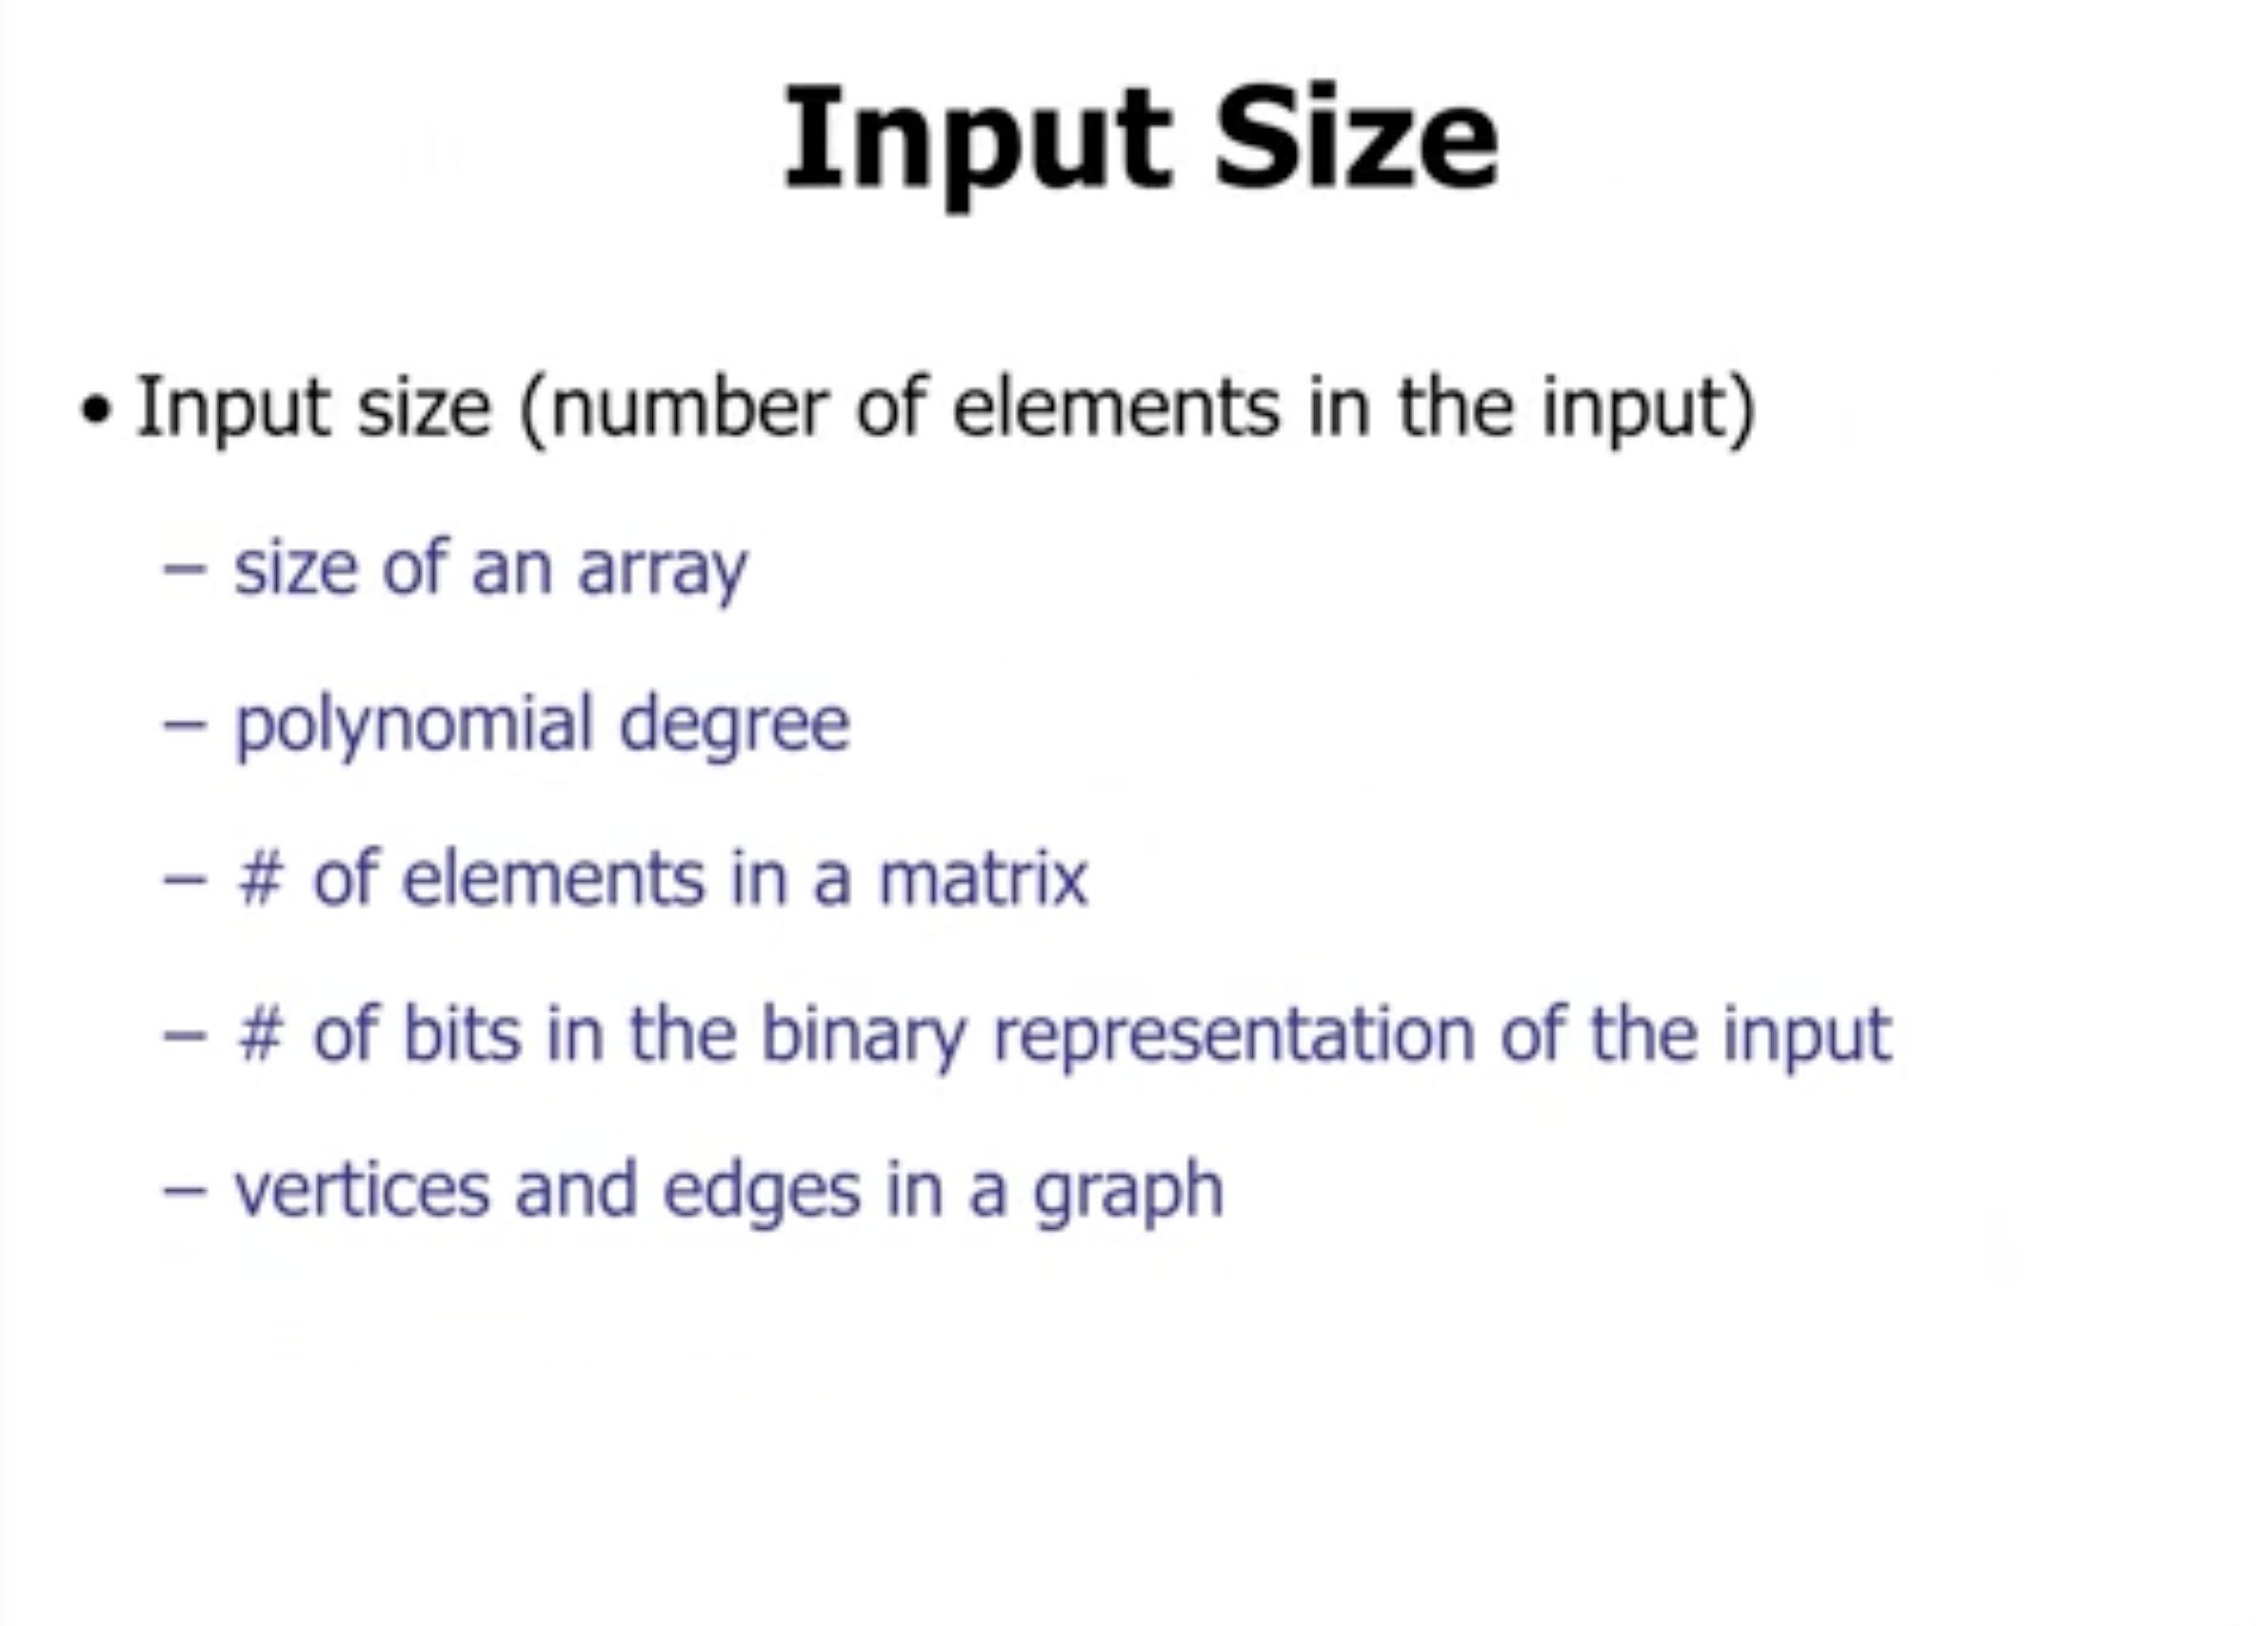 Input Size
• Input size (number of elements in the input)
– size of an array
– polynomial degree
– # of elements in a matrix
– # of bits in the binary representation of the input
– vertices and edges in a graph